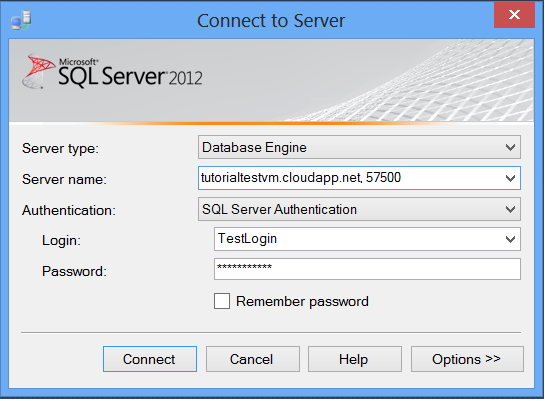 Connect to Server
Microsoft®
SQL Server 2012
Server type: Database Engine
Server name: tutorialtestvm.cloudapp.net, 57500
Authentication: SQL Server Authentication
Login: TestLogin
Password: ***********
Remember password
Connect Cancel Help Options >>